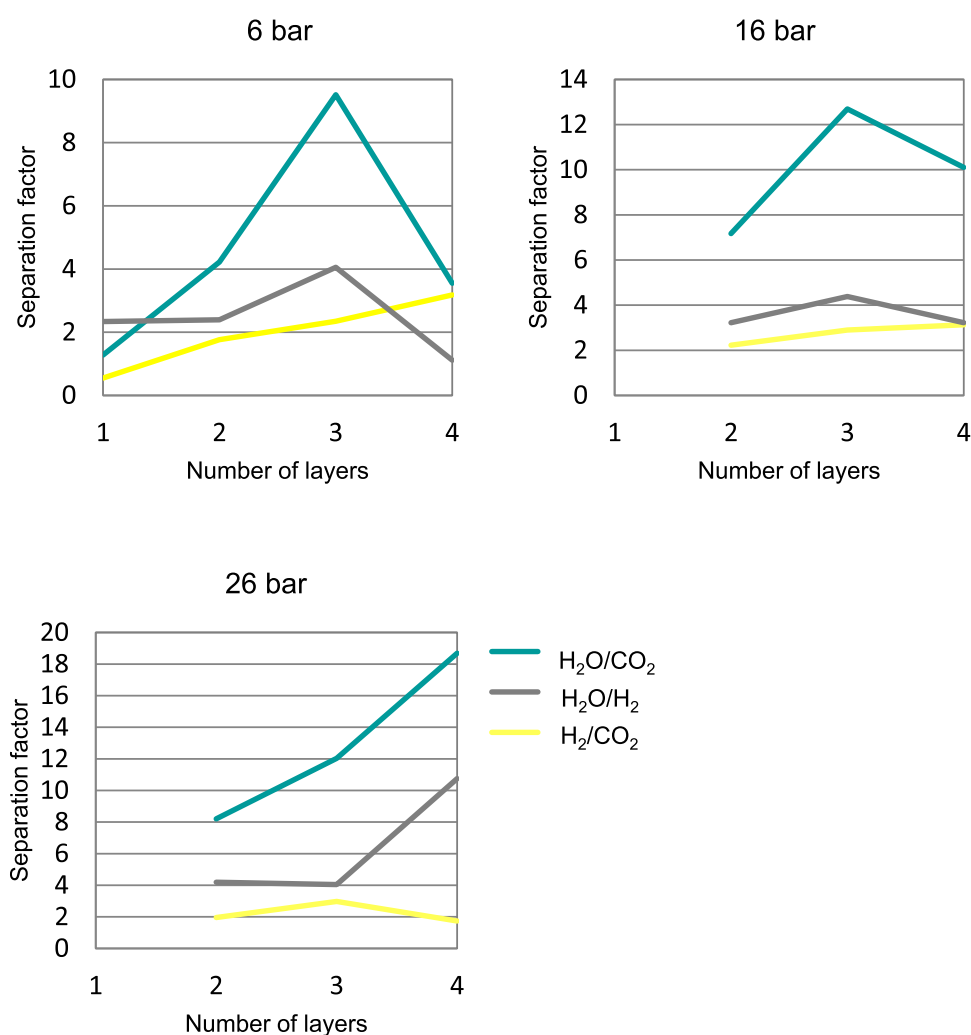 6 bar
10
8
6
4
2
0
Separation factor
1 2 3 4
Number of layers
16 bar
14
12
10
8
6
4
2
0
Separation factor
1 2 3 4
Number of layers
26 bar
20
18
16
14
12
10
8
6
4
2
0
Separation factor
1 2 3 4
Number of layers
H₂O/CO₂
H₂O/H₂
H₂/CO₂